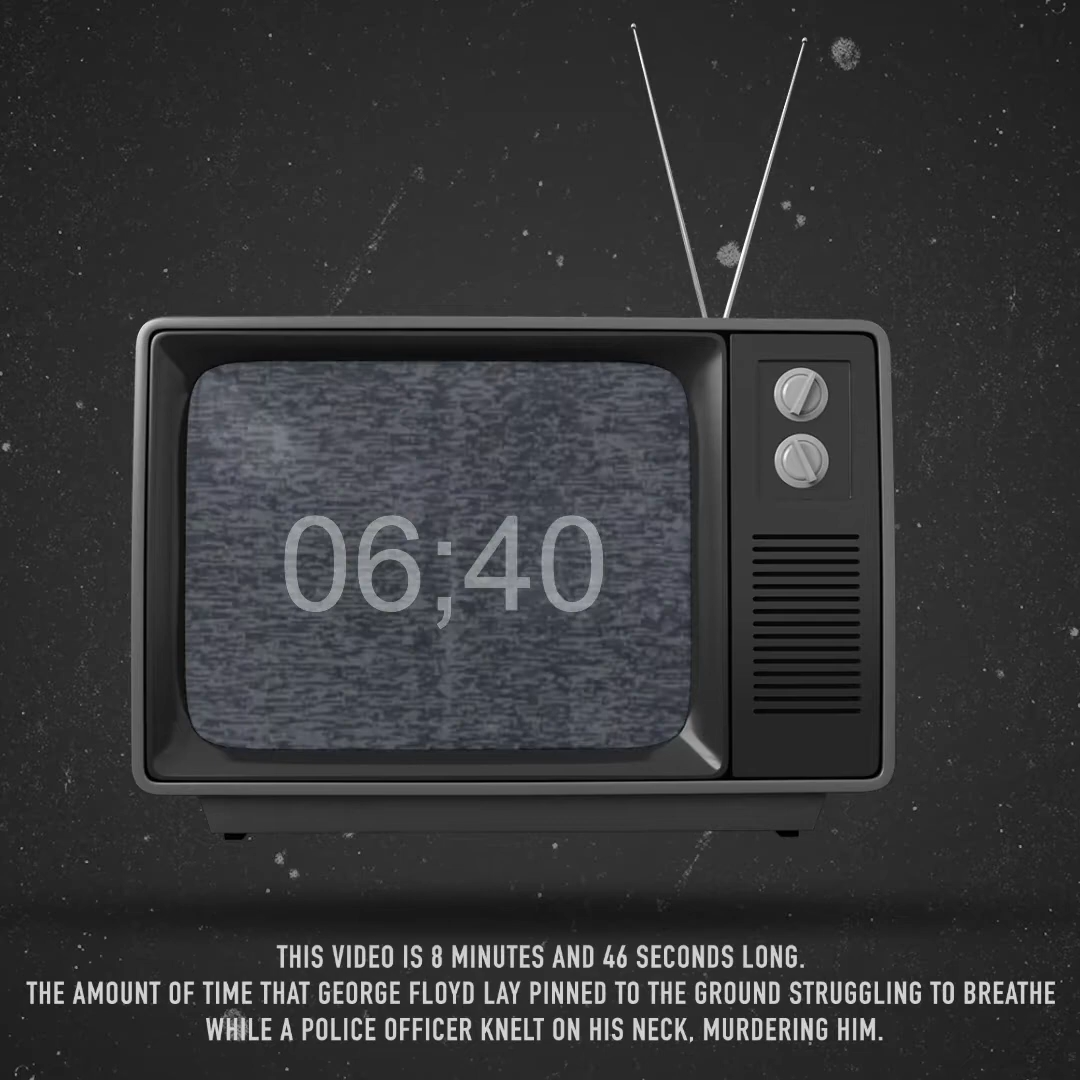 06;40
THIS VIDEO IS 8 MINUTES AND 46 SECONDS LONG.
THE AMOUNT OF TIME THAT GEORGE FLOYD LAY PINNED TO THE GROUND STRUGGLING TO BREATHE
WHILE A POLICE OFFICER KNELT ON HIS NECK, MURDERING HIM.